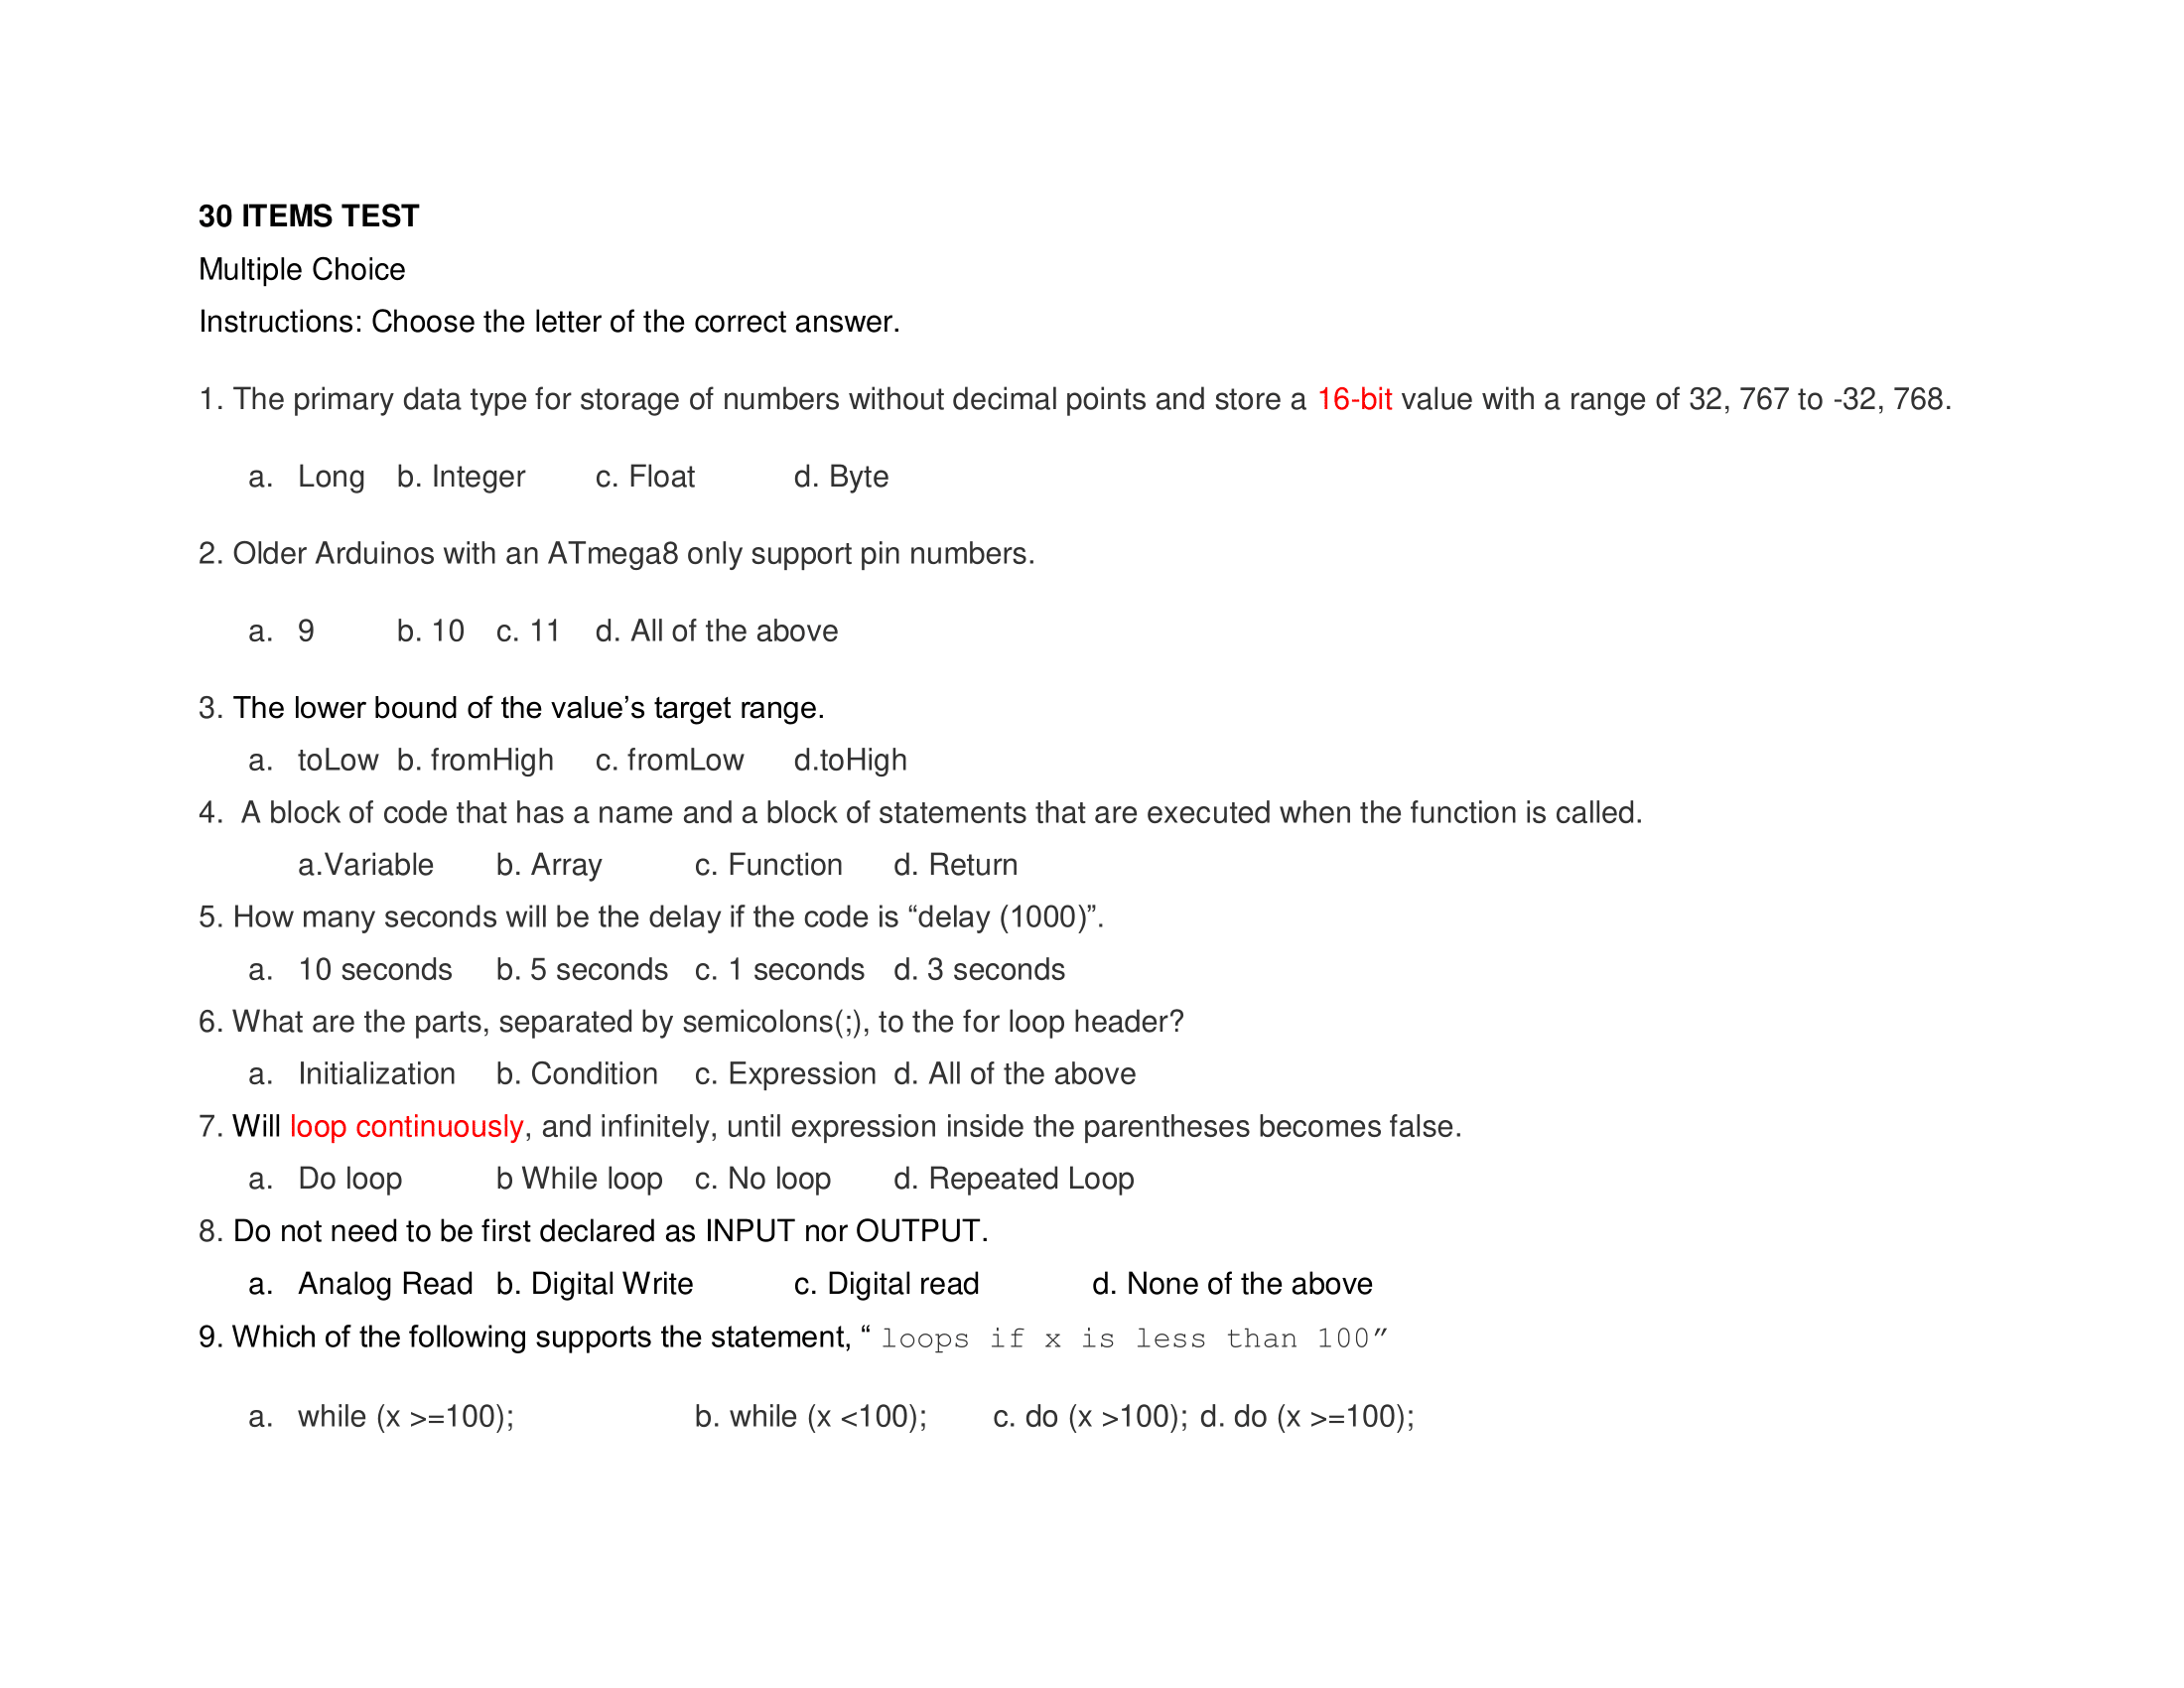 30 ITEMS TEST
Multiple Choice
Instructions: Choose the letter of the correct answer.
1. The primary data type for storage of numbers without decimal points and store a 16-bit value with a range of 32, 767 to -32, 768.
a. Long b. Integer c. Float d. Byte
2. Older Arduinos with an ATmega8 only support pin numbers.
a. 9 b. 10 c. 11 d. All of the above
3. The lower bound of the value’s target range.
a. toLow b. fromHigh c. fromLow d.toHigh
4. A block of code that has a name and a block of statements that are executed when the function is called.
a.Variable b. Array c. Function d. Return
5. How many seconds will be the delay if the code is “delay (1000)”.
a. 10 seconds b. 5 seconds c. 1 seconds d. 3 seconds
6. What are the parts, separated by semicolons(;), to the for loop header?
a. Initialization b. Condition c. Expression d. All of the above
7. Will loop continuously, and infinitely, until expression inside the parentheses becomes false.
a. Do loop b While loop c. No loop d. Repeated Loop
8. Do not need to be first declared as INPUT nor OUTPUT.
a. Analog Read b. Digital Write c. Digital read d. None of the above
9. Which of the following supports the statement, “ loops if x is less than 100”
a. while (x >=100); b. while (x <100); c. do (x >100); d. do (x >=100);